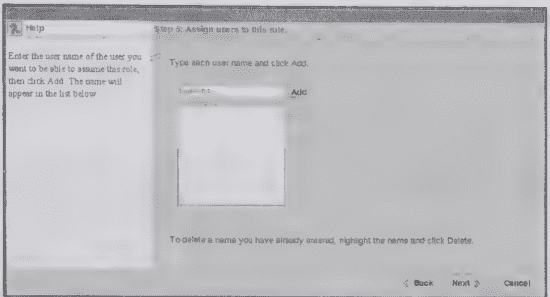 Help
Enter the user name of the user you
want to be able to assume this role,
then click Add. The name will
appear in the list below
Step 5: Assign users to this role.
Type each user name and click Add.
Add
To delete a name you have already entered, highlight the name and click Delete.
Back Next Cancel